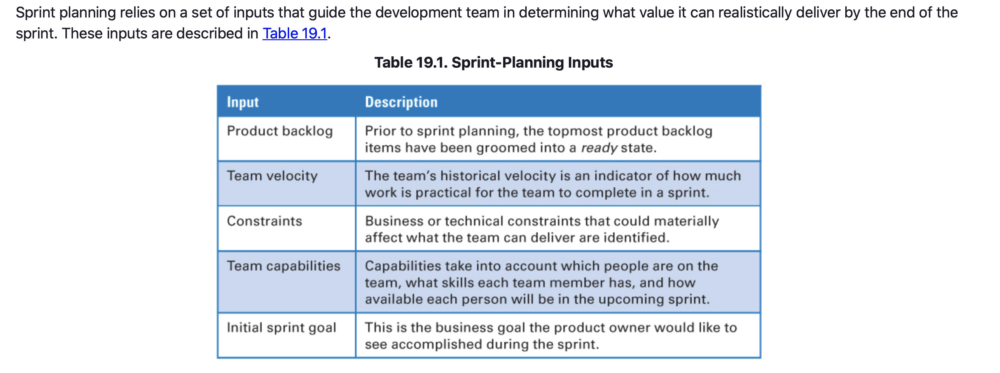 Sprint planning relies on a set of inputs that guide the development team in determining what value it can realistically deliver by the end of the
sprint. These inputs are described in Table 19.1.
Table 19.1. Sprint-Planning Inputs
Input
Description
Product backlog
Prior to sprint planning, the topmost product backlog
items have been groomed into a ready state.
Team velocity
The team’s historical velocity is an indicator of how much
work is practical for the team to complete in a sprint.
Constraints
Business or technical constraints that could materially
affect what the team can deliver are identified.
Team capabilities
Capabilities take into account which people are on the
team, what skills each team member has, and how
available each person will be in the upcoming sprint.
Initial sprint goal
This is the business goal the product owner would like to
see accomplished during the sprint.